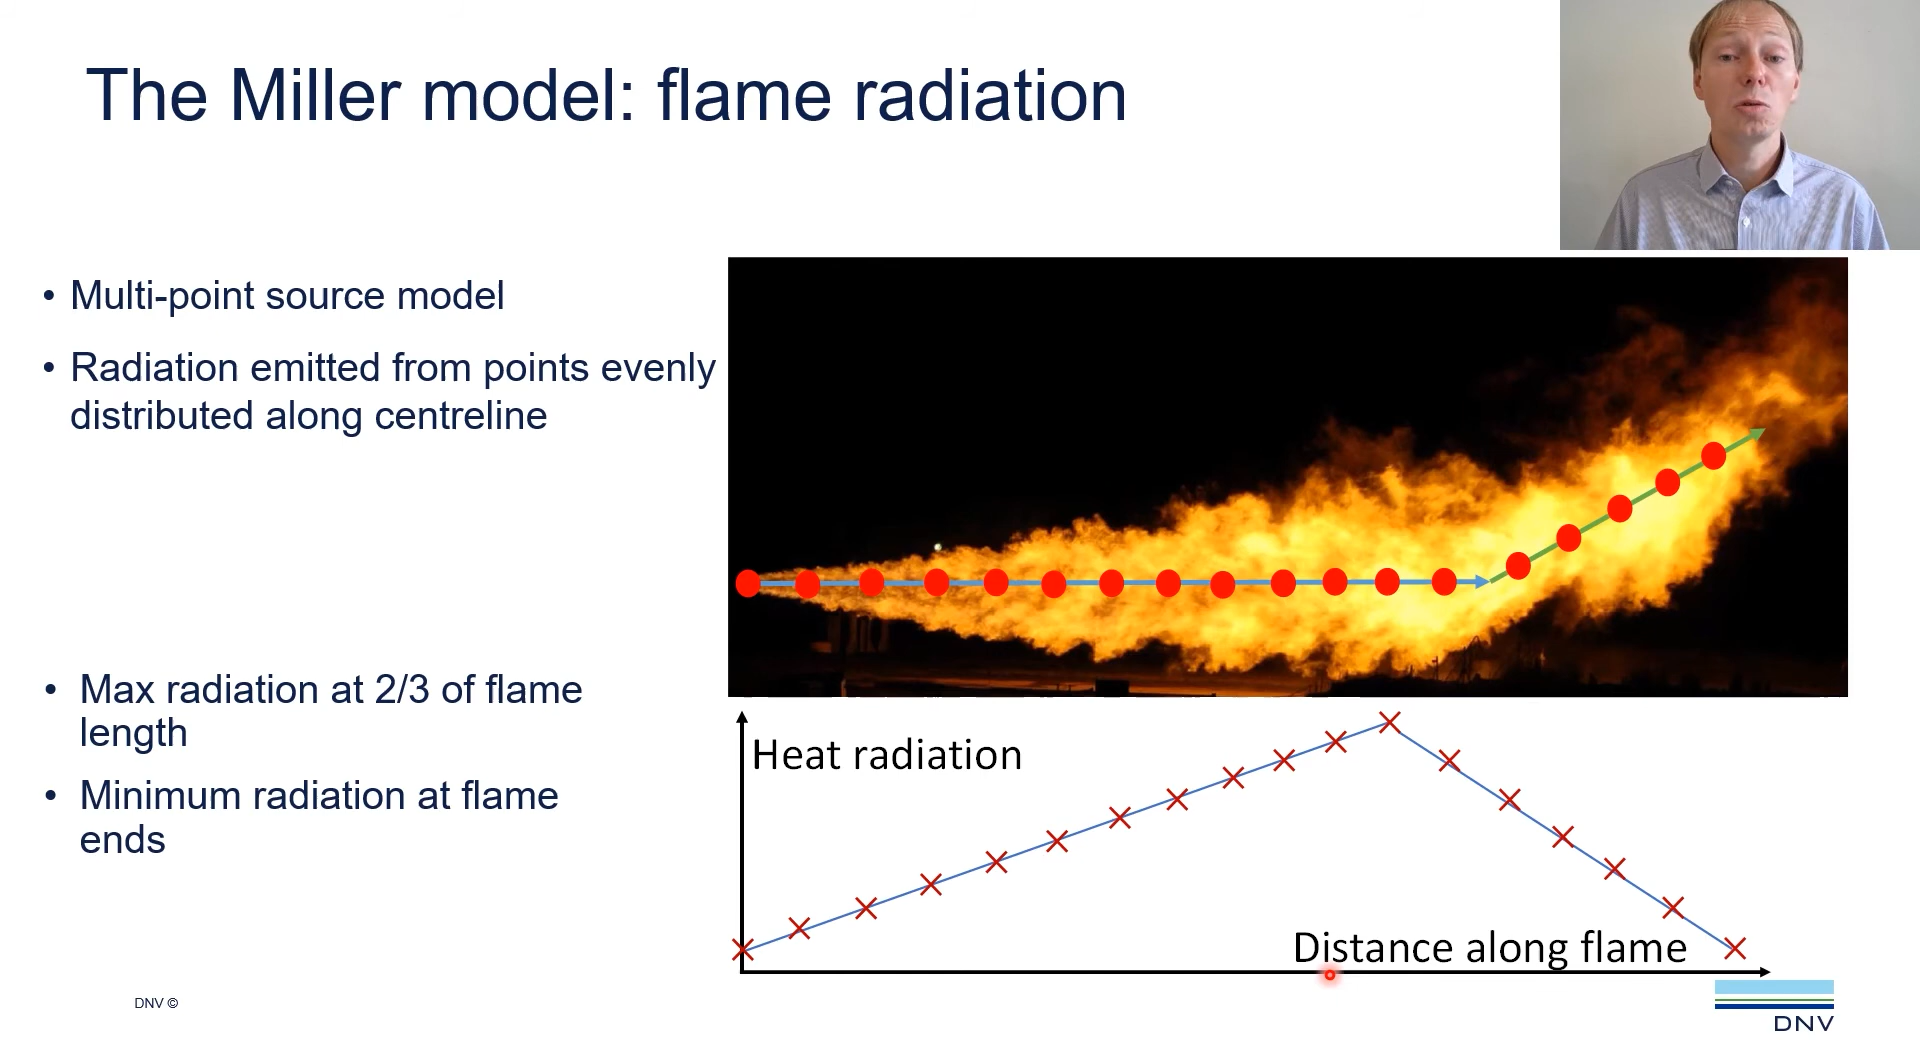 The Miller model: flame radiation
• Multi-point source model
• Radiation emitted from points evenly
distributed along centreline
• Max radiation at 2/3 of flame
length
• Minimum radiation at flame
ends
Heat radiation
Distance along flame
DNV ©
DNV